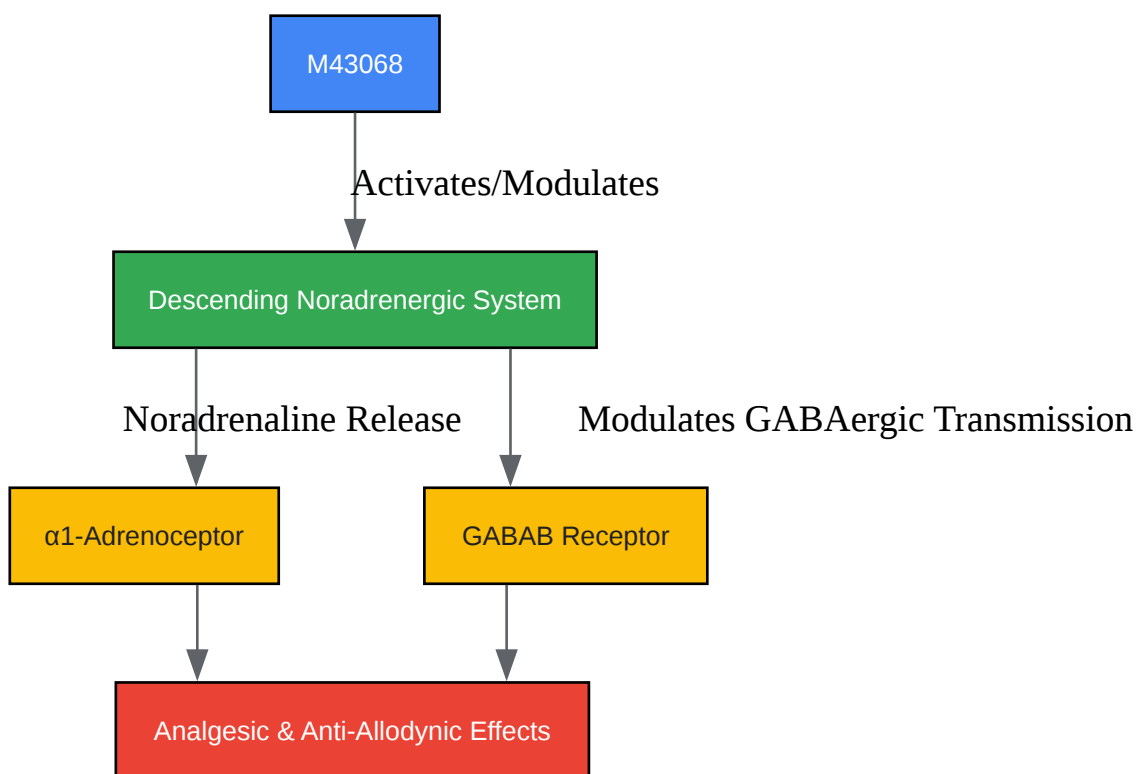 M43068
Activates/Modulates
Descending Noradrenergic System
Noradrenaline Release
Modulates GABAergic Transmission
α1-Adrenoceptor
GABAB Receptor
Analgesic & Anti-Allodynic Effects